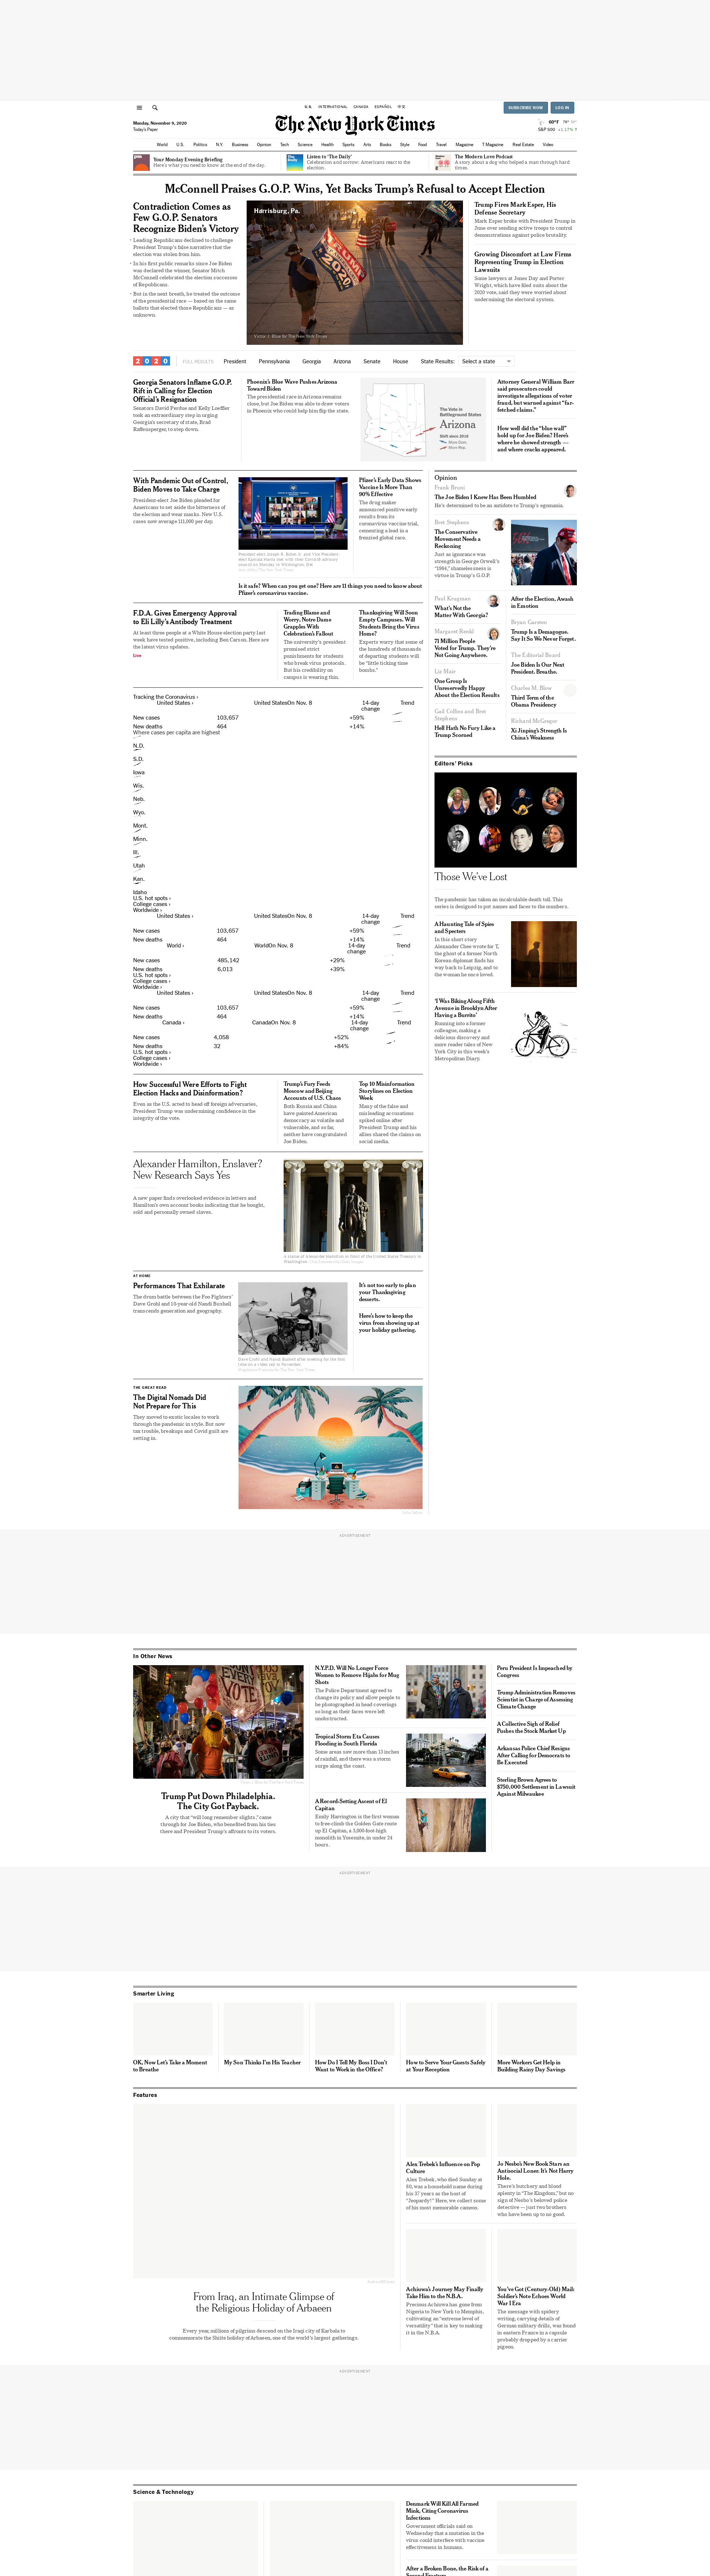 U.S.
INTERNATIONAL
CANADA
ESPAÑOL
中文
SUBSCRIBE NOW
LOG IN
Monday, November 9, 2020
Today's Paper
The New York Times
60°F
S&P 500 +1.17%
World U.S. Politics N.Y. Business Opinion Tech Science Health Sports Arts Books Style Food Travel Magazine T Magazine Real Estate Video
Your Monday Evening Briefing
Here's what you need to know at the end of the day.
Listen to 'The Daily'
Celebration and sorrow: Americans react to the
election.
The Modern Love Podcast
A story about a dog who helped a man through hard
times.
McConnell Praises G.O.P. Wins, Yet Backs Trump's Refusal to Accept Election
Contradiction Comes as
Few G.O.P. Senators
Recognize Biden's Victory
Leading Republicans declined to challenge
President Trump's false narrative that the
election was stolen from him.
In his first public remarks since Joe Biden
was declared the winner, Senator Mitch
McConnell celebrated the election successes
of Republicans.
But in the next breath, he treated the outcome
of the presidential race — based on the same
ballots that elected those Republicans — as
unknown.
Harrisburg, Pa.
Victor J. Blue for The New York Times
Trump Fires Mark Esper, His
Defense Secretary
Mark Esper broke with President Trump in
June over sending active troops to control
demonstrations against police brutality.
Growing Discomfort at Law Firms
Representing Trump in Election
Lawsuits
Some lawyers at Jones Day and Porter
Wright, which have filed suits about the
2020 vote, said they were worried about
undermining the electoral system.
2020
FULL RESULTS
President Pennsylvania Georgia Arizona Senate House State Results: Select a state
Georgia Senators Inflame G.O.P.
Rift in Calling for Election
Official's Resignation
Senators David Perdue and Kelly Loeffler
took an extraordinary step in urging
Georgia's secretary of state, Brad
Raffensperger, to step down.
Phoenix's Blue Wave Pushes Arizona
Toward Biden
The presidential race in Arizona remains
close, but Joe Biden was able to draw voters
in Phoenix who could help him flip the state.
The Vote in
Battleground States
Arizona
Shift since 2016
More Dem.
More Rep.
Attorney General William Barr
said prosecutors could
investigate allegations of voter
fraud, but warned against "far-
fetched claims."
How well did the "blue wall"
hold up for Joe Biden? Here's
where he showed strength —
and where cracks appeared.
With Pandemic Out of Control,
Biden Moves to Take Charge
President-elect Joe Biden pleaded for
Americans to set aside the bitterness of
the election and wear masks. New U.S.
cases now average 111,000 per day.
President-elect Joseph R. Biden Jr. and Vice President-
elect Kamala Harris met with their Covid-19 advisory
council on Monday in Wilmington, Del.
Pfizer's Early Data Shows
Vaccine Is More Than
90% Effective
The drug maker
announced positive early
results from its
coronavirus vaccine trial,
cementing a lead in a
frenzied global race.
Is it safe? When can you get one? Here are 11 things you need to know about
Pfizer's coronavirus vaccine.
F.D.A. Gives Emergency Approval
to Eli Lilly's Antibody Treatment
At least three people at a White House election party last
week have tested positive, including Ben Carson. Here are
the latest virus updates.
Live
Trading Blame and
Worry, Notre Dame
Grapples With
Celebration's Fallout
The university's president
promised strict
punishments for students
who break virus protocols.
But his credibility on
campus is wearing thin.
Thanksgiving Will Soon
Empty Campuses. Will
Students Bring the Virus
Home?
Experts worry that some of
the hundreds of thousands
of departing students will
be "little ticking time
bombs."
Tracking the Coronavirus ›
United States › United StatesOn Nov. 8 14-day Trend
change
New cases 103,657 +59%
New deaths 464 +14%
Where cases per capita are highest
N.D.
S.D.
Iowa
Wis.
Neb.
Wyo.
Mont.
Minn.
Ill.
Utah
Kan.
Idaho
U.S. hot spots ›
College cases ›
Worldwide ›
United States › United StatesOn Nov. 8 14-day Trend
change
New cases 103,657 +59%
New deaths 464 +14%
World › WorldOn Nov. 8 14-day Trend
change
New cases 485,142 +29%
New deaths 6,013 +39%
U.S. hot spots ›
College cases ›
Worldwide ›
United States › United StatesOn Nov. 8 14-day Trend
change
New cases 103,657 +59%
New deaths 464 +14%
Canada › CanadaOn Nov. 8 14-day Trend
change
New cases 4,058 +52%
New deaths 32 +84%
U.S. hot spots ›
College cases ›
Worldwide ›
How Successful Were Efforts to Fight
Election Hacks and Disinformation?
Even as the U.S. acted to head off foreign adversaries,
President Trump was undermining confidence in the
integrity of the vote.
Trump's Fury Feeds
Moscow and Beijing
Accounts of U.S. Chaos
Both Russia and China
have painted American
democracy as volatile and
vulnerable, and so far,
neither have congratulated
Joe Biden.
Top 10 Misinformation
Storylines on Election
Week
Many of the false and
misleading accusations
spiked online after
President Trump and his
allies shared the claims on
social media.
Alexander Hamilton, Enslaver?
New Research Says Yes
A new paper finds overlooked evidence in letters and
Hamilton's own account books indicating that he bought,
sold and personally owned slaves.
A statue of Alexander Hamilton in front of the United States Treasury in
Washington.
AT HOME
Performances That Exhilarate
The drum battle between the Foo Fighters'
Dave Grohl and 10-year-old Nandi Bushell
transcends generation and geography.
Dave Grohl and Nandi Bushell after meeting for the first
time on a video call in November.
It's not too early to plan
your Thanksgiving
desserts.
Here's how to keep the
virus from showing up at
your holiday gathering.
THE GREAT READ
The Digital Nomads Did
Not Prepare for This
They moved to exotic locales to work
through the pandemic in style. But now
tax trouble, breakups and Covid guilt are
setting in.
Opinion
Frank Bruni
The Joe Biden I Know Has Been Humbled
He's determined to be an antidote to Trump's egomania.
Bret Stephens
The Conservative
Movement Needs a
Reckoning
Just as ignorance was
strength in George Orwell's
"1984," shamelessness is
virtue in Trump's G.O.P.
Paul Krugman
What's Not the
Matter With Georgia?
Margaret Renkl
71 Million People
Voted for Trump. They're
Not Going Anywhere.
Liz Mair
One Group Is
Unreservedly Happy
About the Election Results
Gail Collins and Bret
Stephens
Hell Hath No Fury Like a
Trump Scorned
After the Election, Awash
in Emotion
Bryan Garsten
Trump Is a Demagogue.
Say It So We Never Forget.
The Editorial Board
Joe Biden Is Our Next
President. Breathe.
Charles M. Blow
Third Term of the
Obama Presidency
Richard McGregor
Xi Jinping's Strength Is
China's Weakness
Editors' Picks
Those We've Lost
The pandemic has taken an incalculable death toll. This
series is designed to put names and faces to the numbers.
A Haunting Tale of Spies
and Specters
In this short story
Alexander Chee wrote for T,
the ghost of a former North
Korean diplomat finds his
way back to Leipzig, and to
the woman he once loved.
'I Was Biking Along Fifth
Avenue in Brooklyn After
Having a Burrito'
Running into a former
colleague, making a
delicious discovery and
more reader tales of New
York City in this week's
Metropolitan Diary.
ADVERTISEMENT
In Other News
Trump Put Down Philadelphia.
The City Got Payback.
A city that "will long remember slights," came
through for Joe Biden, who benefited from his ties
there and President Trump's affronts to its voters.
N.Y.P.D. Will No Longer Force
Women to Remove Hijabs for Mug
Shots
The Police Department agreed to
change its policy and allow people to
be photographed in head coverings
so long as their faces were left
unobstructed.
Tropical Storm Eta Causes
Flooding in South Florida
Some areas saw more than 13 inches
of rainfall, and there was a storm
surge along the coast.
A Record-Setting Ascent of El
Capitan
Emily Harrington is the first woman
to free-climb the Golden Gate route
up El Capitan, a 3,000-foot-high
monolith in Yosemite, in under 24
hours.
Peru President Is Impeached by
Congress
Trump Administration Removes
Scientist in Charge of Assessing
Climate Change
A Collective Sigh of Relief
Pushes the Stock Market Up
Arkansas Police Chief Resigns
After Calling for Democrats to
Be Executed
Sterling Brown Agrees to
$750,000 Settlement in Lawsuit
Against Milwaukee
ADVERTISEMENT
Smarter Living
OK, Now Let's Take a Moment
to Breathe
My Son Thinks I'm His Teacher
How Do I Tell My Boss I Don't
Want to Work in the Office?
How to Serve Your Guests Safely
at Your Reception
More Workers Get Help in
Building Rainy Day Savings
Features
From Iraq, an Intimate Glimpse of
the Religious Holiday of Arbaeen
Every year, millions of pilgrims descend on the Iraqi city of Karbala to
commemorate the Shiite holiday of Arbaeen, one of the world's largest gatherings.
Alex Trebek's Influence on Pop
Culture
Alex Trebek, who died Sunday at
80, was a household name during
his 37 years as the host of
"Jeopardy!" Here, we collect some
of his most memorable cameos.
Jo Nesbo's New Book Stars an
Antisocial Loner. It's Not Harry
Hole.
There's butchery and blood
aplenty in "The Kingdom," but no
sign of Nesbo's beloved police
detective — just two brothers
who have been up to no good.
Achiuwa's Journey May Finally
Take Him to the N.B.A.
Precious Achiuwa has gone from
Nigeria to New York to Memphis,
cultivating an "extreme level of
versatility" that is key to making
it in the N.B.A.
You've Got (Century-Old) Mail:
Soldier's Note Echoes World
War I Era
The message with spidery
writing, carrying details of
German military drills, was found
in eastern France in a capsule
probably dropped by a carrier
pigeon.
ADVERTISEMENT
Science & Technology
Denmark Will Kill All Farmed
Mink, Citing Coronavirus
Infections
Government officials said on
Wednesday that a mutation in the
virus could interfere with vaccine
effectiveness in humans.
After a Broken Bone, the Risk of a